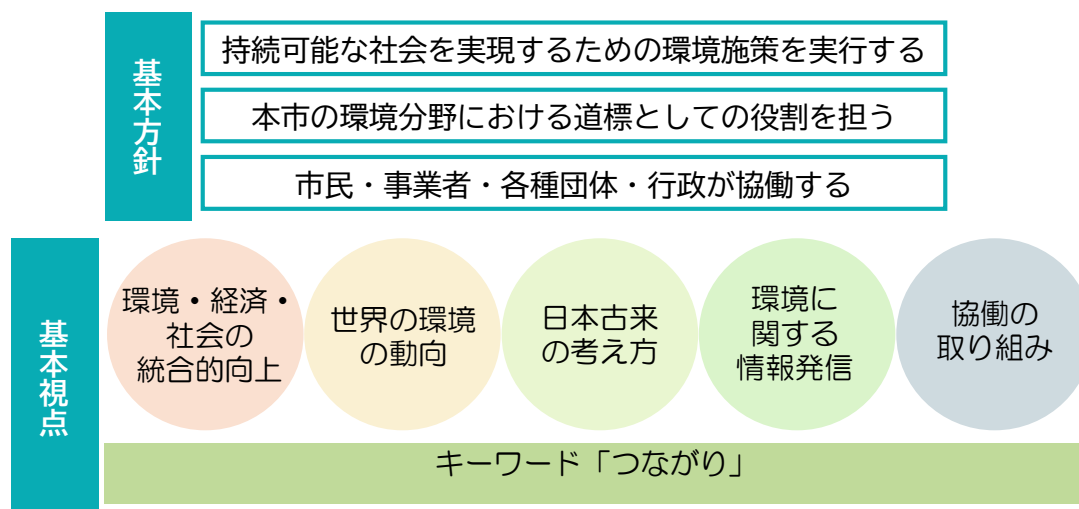 基本方針
持続可能な社会を実現するための環境施策を実行する
本市の環境分野における道標としての役割を担う
市民・事業者・各種団体・行政が協働する
基本視点
環境・経済・
社会の
統合的向上
世界の環境
の動向
日本古来
の考え方
環境に
関する
情報発信
協働の
取り組み
キーワード「つながり」